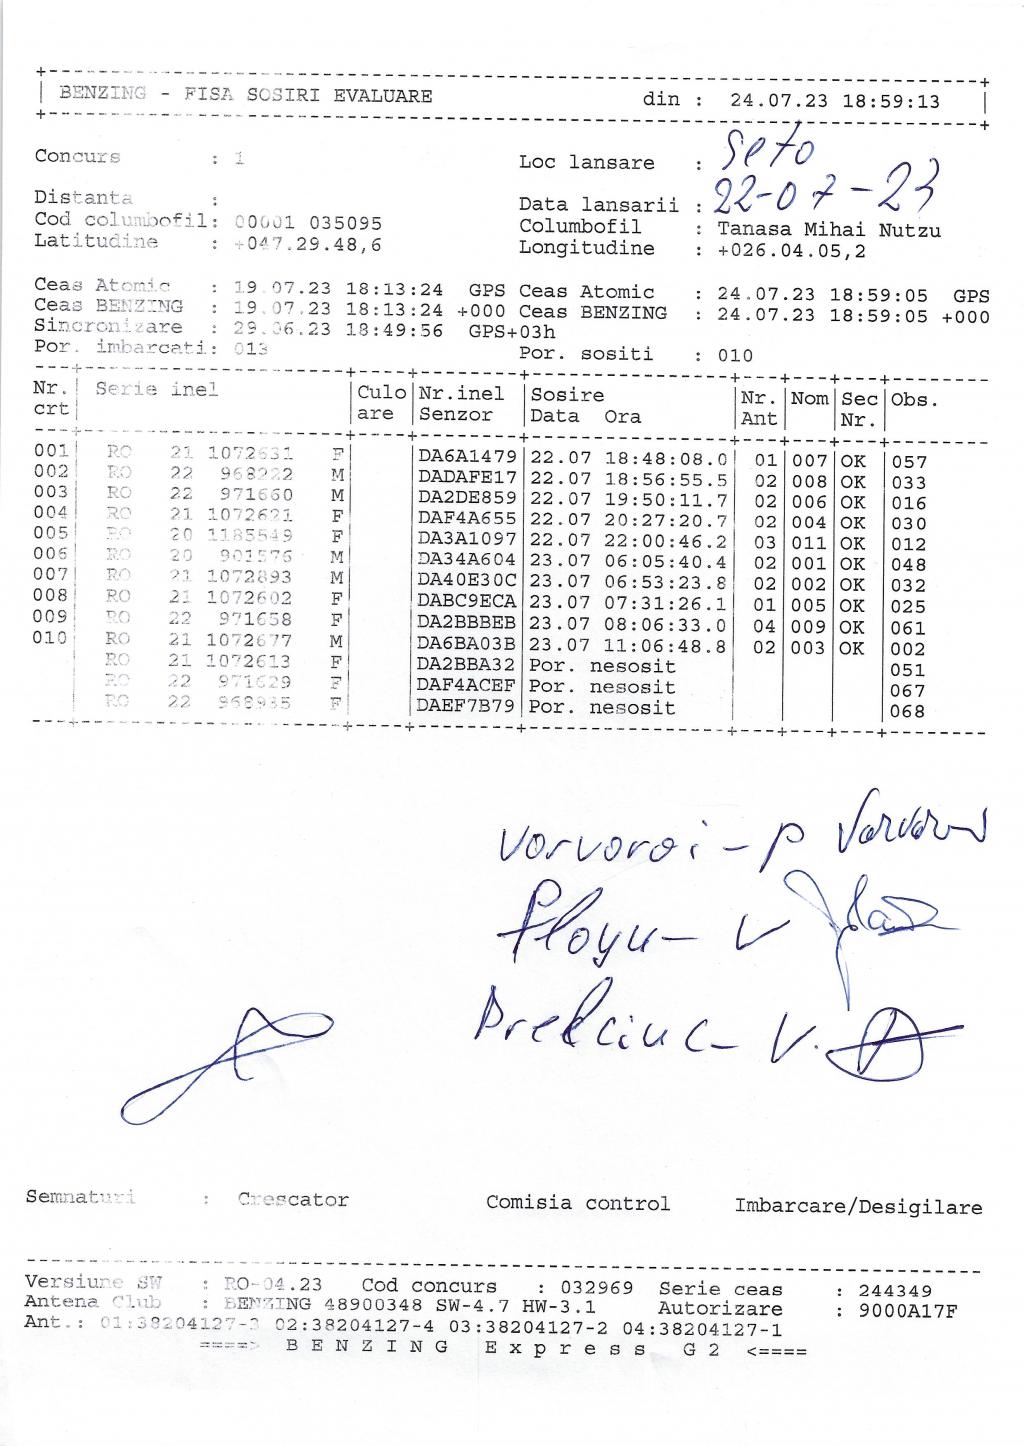 BENZING - FISA SOSIRI EVALUARE din : 24.07.23 18:59:13
Concurs : 1 Loc lansare : Seto
Distanta : Data lansarii : 22-07-23
Cod columbofil: 00001 035095 Columbofil : Tanasa Mihai Nutzu
Latitudine : +047.29.48,6 Longitudine : +026.04.05,2
Ceas Atomic : 19.07.23 18:13:24 GPS Ceas Atomic : 24.07.23 18:59:05 GPS
Ceas BENZING : 19.07.23 18:13:24 +000 Ceas BENZING : 24.07.23 18:59:05 +000
Sincronizare : 29.06.23 18:49:56 GPS+03h
Por. imbarcati: 013 Por. sositi : 010
Nr. Serie inel Culo Nr.inel Sosire Nr. Nom Sec Obs.
crt are Senzor Data Ora Ant Nr.
001 RO 21 1072631 F DA6A1479 22.07 18:48:08.0 01 007 OK 057
002 RO 22 968222 M DADAFE17 22.07 18:56:55.5 02 008 OK 033
003 RO 22 971660 M DA2DE859 22.07 19:50:11.7 02 006 OK 016
004 RO 21 1072621 F DAF4A655 22.07 20:27:20.7 02 004 OK 030
005 RO 20 1185549 F DA3A1097 22.07 22:00:46.2 03 011 OK 012
006 RO 20 901576 M DA34A604 23.07 06:05:40.4 02 001 OK 048
007 RO 21 1072893 M DA40E30C 23.07 06:53:23.8 02 002 OK 032
008 RO 21 1072602 F DABC9ECA 23.07 07:31:26.1 01 005 OK 025
009 RO 22 971658 F DA2BBBEB 23.07 08:06:33.0 04 009 OK 061
010 RO 21 1072677 M DA6BA03B 23.07 11:06:48.8 02 003 OK 002
RO 21 1072613 F DA2BBA32 Por. nesosit 051
RO 22 971629 F DAF4ACEF Por. nesosit 067
RO 22 968935 F DAEF7B79 Por. nesosit 068
Vorvoroi - p
V
V.
Semnaturi : Crescator Comisia control Imbarcare/Desigilare
Versiune SW : RO-04.23 Cod concurs : 032969 Serie ceas : 244349
Antena Club : BENZING 48900348 SW-4.7 HW-3.1 Autorizare : 9000A17F
Ant.: 01:38204127-3 02:38204127-4 03:38204127-2 04:38204127-1
====> B E N Z I N G E x p r e s s G 2 <====